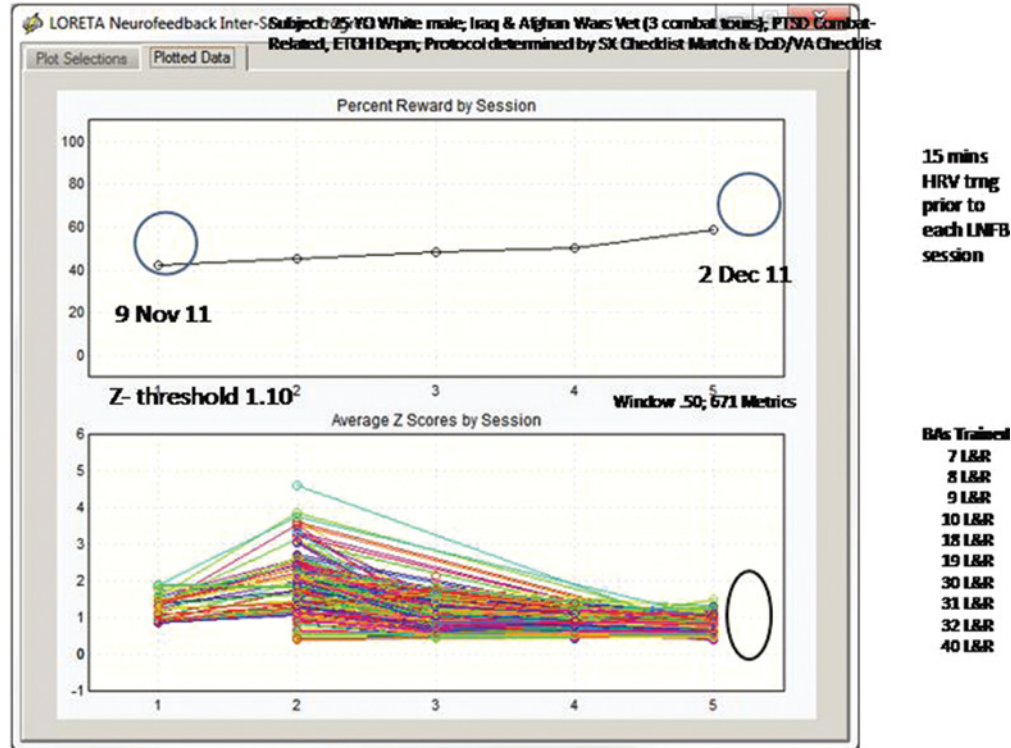 LORETA Neurofeedback Inter-S
Subject: 25 YO White male; Iraq & Afghan Wars Vet (3 combat tours); PTSD Combat-
Related, ETOH Depn; Protocol determined by SX Checklist Match & DoD/VA Checklist
Plot Selections
Plotted Data
Percent Reward by Session
100
80
60
40
20
0
9 Nov 11
2 Dec 11
1
2
3
4
5
Z- threshold 1.10
Window .50; 671 Metrics
Average Z Scores by Session
6
5
4
3
2
1
0
-1
1
2
3
4
5
15 mins
HRV trng
prior to
each LNFB
session
BAs Trained
7 L&R
8 L&R
9 L&R
10 L&R
18 L&R
19 L&R
30 L&R
31 L&R
32 L&R
40 L&R